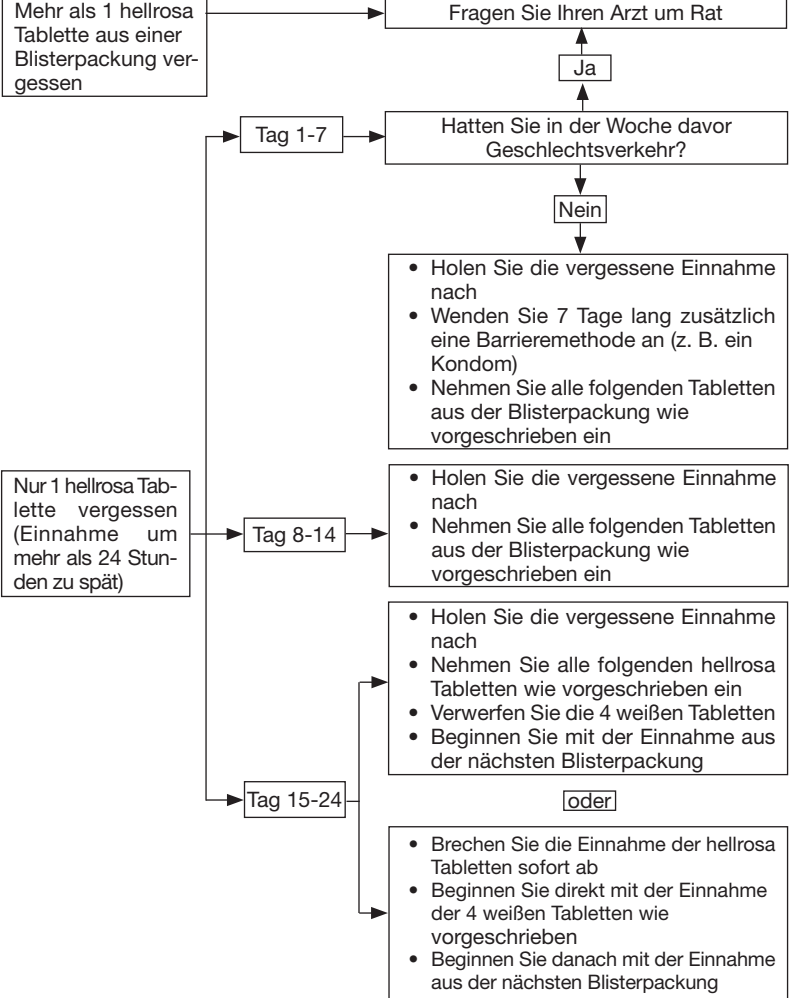 Mehr als 1 hellrosa
Tablette aus einer
Blisterpackung ver-
gessen
Fragen Sie Ihren Arzt um Rat
Ja
Tag 1-7
Hatten Sie in der Woche davor
Geschlechtsverkehr?
Nein
• Holen Sie die vergessene Einnahme
nach
• Wenden Sie 7 Tage lang zusätzlich
eine Barrieremethode an (z. B. ein
Kondom)
• Nehmen Sie alle folgenden Tabletten
aus der Blisterpackung wie
vorgeschrieben ein
Nur 1 hellrosa Tab-
lette vergessen
(Einnahme um
mehr als 24 Stun-
den zu spät)
Tag 8-14
• Holen Sie die vergessene Einnahme
nach
• Nehmen Sie alle folgenden Tabletten
aus der Blisterpackung wie
vorgeschrieben ein
Tag 15-24
• Holen Sie die vergessene Einnahme
nach
• Nehmen Sie alle folgenden hellrosa
Tabletten wie vorgeschrieben ein
• Verwerfen Sie die 4 weißen Tabletten
• Beginnen Sie mit der Einnahme aus
der nächsten Blisterpackung
oder
• Brechen Sie die Einnahme der hellrosa
Tabletten sofort ab
• Beginnen Sie direkt mit der Einnahme
der 4 weißen Tabletten wie
vorgeschrieben
• Beginnen Sie danach mit der Einnahme
aus der nächsten Blisterpackung